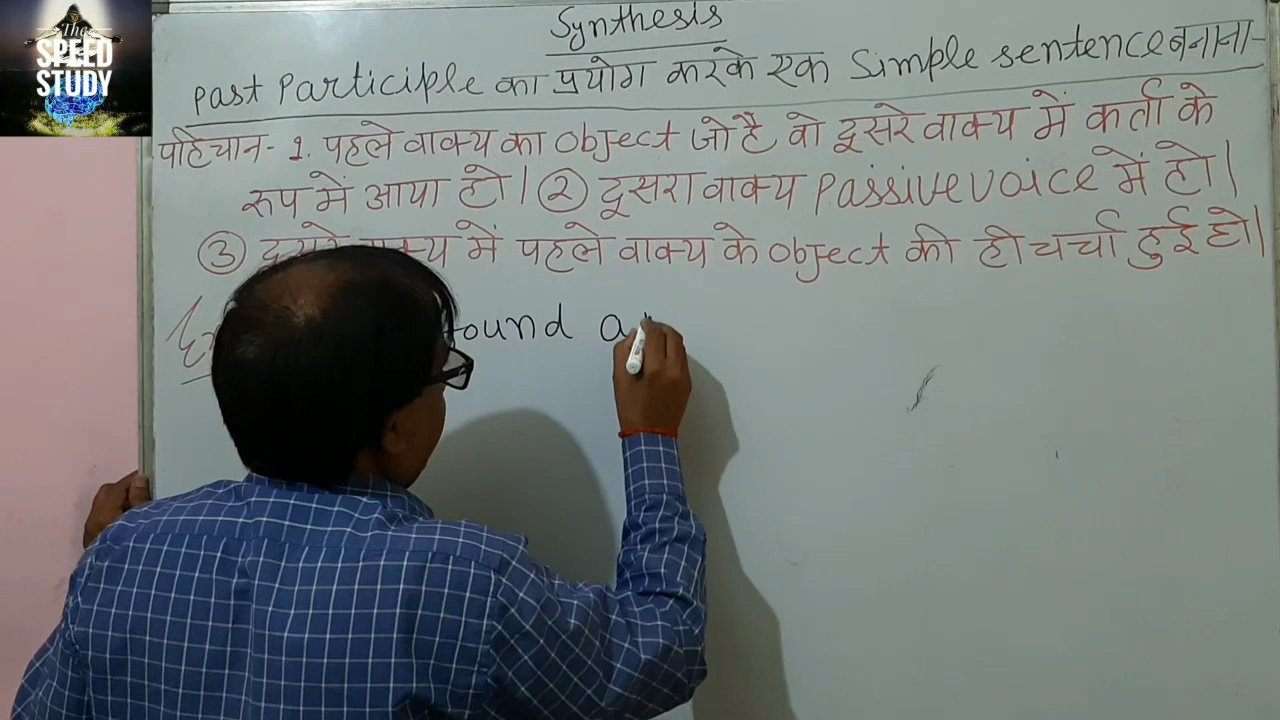 The
SPEED
STUDY
Synthesis
Past Participle का प्रयोग करके एक Simple sentence बनाना-
पहिचान- 1. पहले वाक्य का object जो है वो दूसरे वाक्य में कर्ता के
रूप में आया हो। ② दूसरा वाक्य Passive voice में हो।
③ वाक्य में पहले वाक्य के object की ही चर्चा हुई हो।
found a